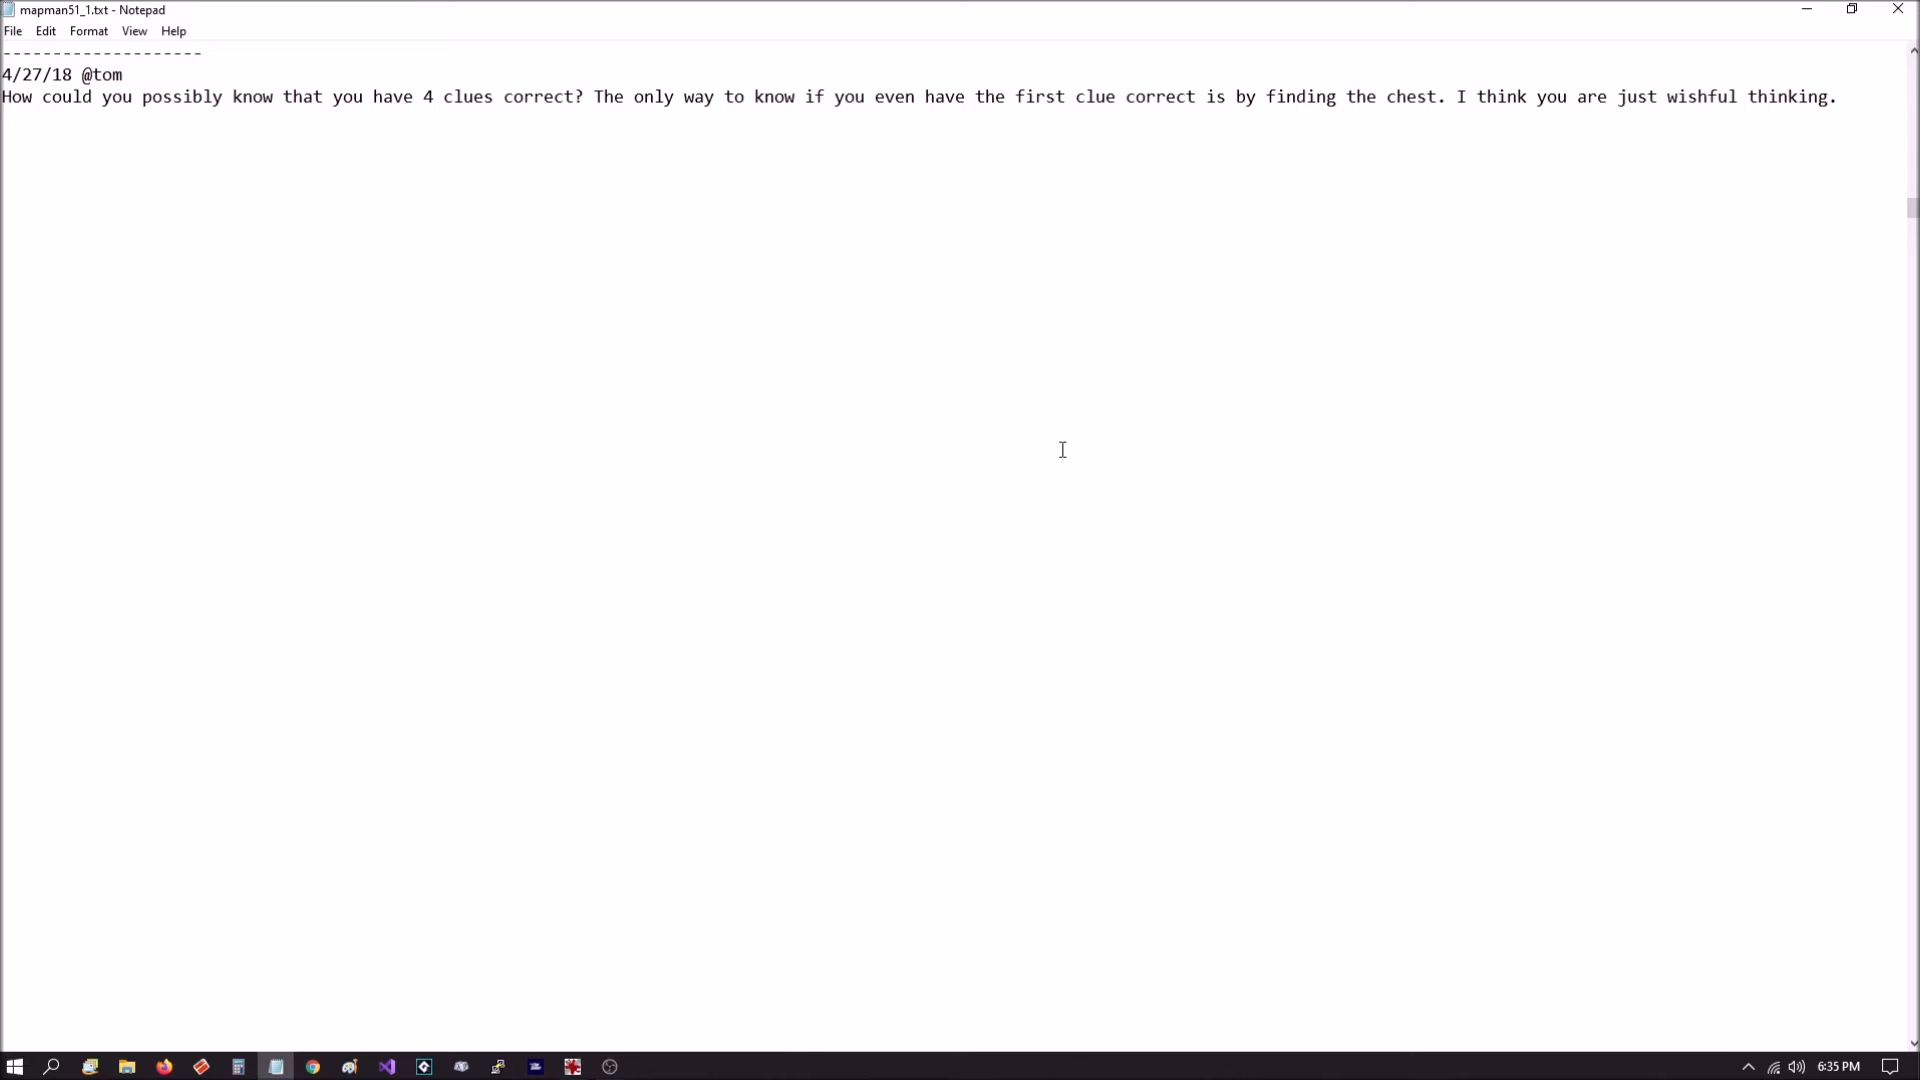 mapman51_1.txt - Notepad
File Edit Format View Help
--------------------
4/27/18 @tom
How could you possibly know that you have 4 clues correct? The only way to know if you even have the first clue correct is by finding the chest. I think you are just wishful thinking.
6:35 PM